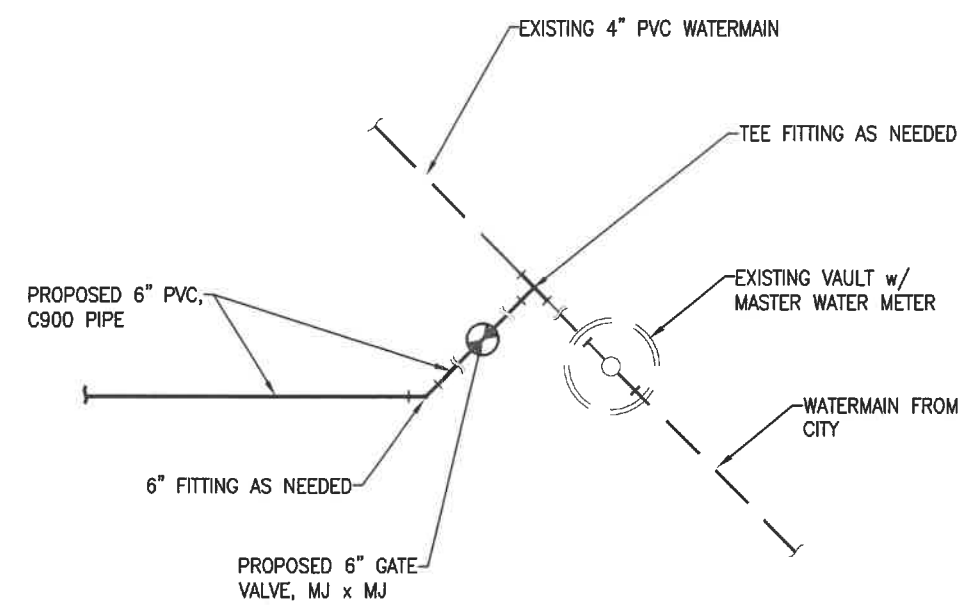 EXISTING 4" PVC WATERMAIN
TEE FITTING AS NEEDED
EXISTING VAULT w/
MASTER WATER METER
PROPOSED 6" PVC,
C900 PIPE
WATERMAIN FROM
CITY
6" FITTING AS NEEDED
PROPOSED 6" GATE
VALVE, MJ x MJ